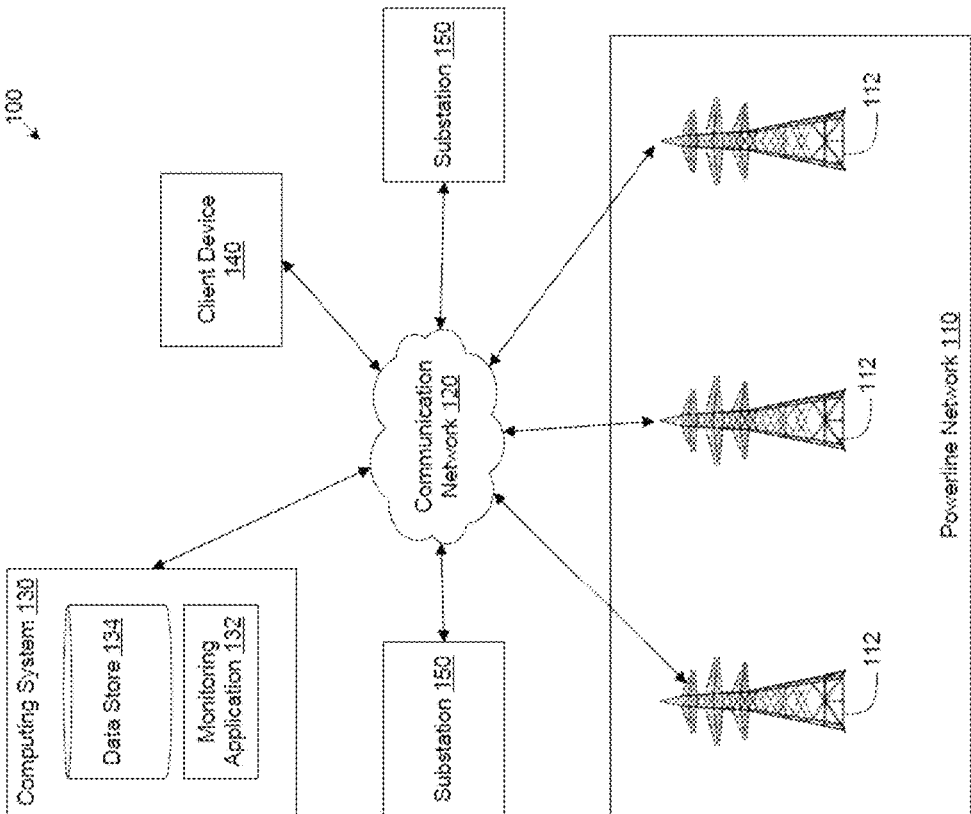 100
Computing System 130
Data Store 134
Monitoring
Application 132
Client Device
140
Substation 150
Communication
Network 120
Substation 150
112
112
112
Powerline Network 110